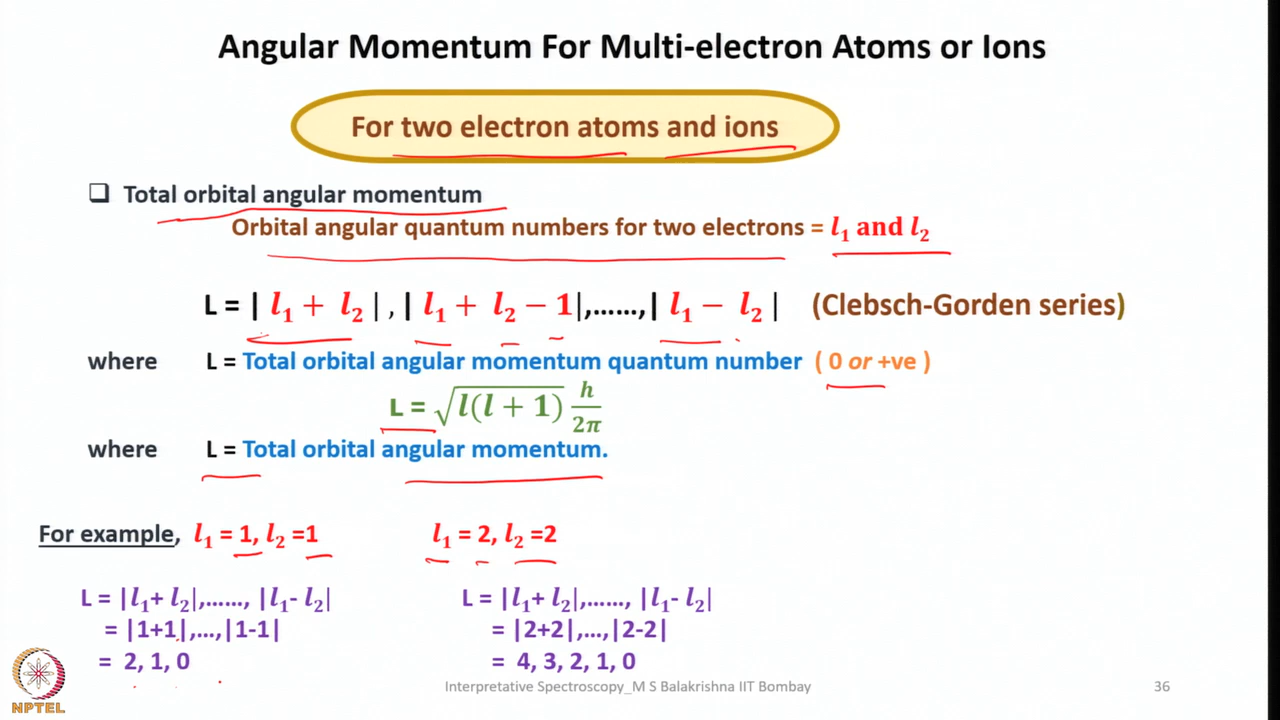 Angular Momentum For Multi-electron Atoms or Ions
For two electron atoms and ions
❑ Total orbital angular momentum
Orbital angular quantum numbers for two electrons = l₁ and l₂
L = | l₁ + l₂ | , | l₁ + l₂ − 1|,……,| l₁ − l₂ | (Clebsch-Gorden series)
where L = Total orbital angular momentum quantum number ( 0 or +ve )
L = √l(l + 1) h/2π
where L = Total orbital angular momentum.
For example, l₁ = 1, l₂ =1 l₁ = 2, l₂ =2
L = |l₁+ l₂|,……, |l₁- l₂| L = |l₁+ l₂|,……, |l₁- l₂|
= |1+1|,…,|1-1| = |2+2|,…,|2-2|
= 2, 1, 0 = 4, 3, 2, 1, 0
Interpretative Spectroscopy_M S Balakrishna IIT Bombay 36
NPTEL